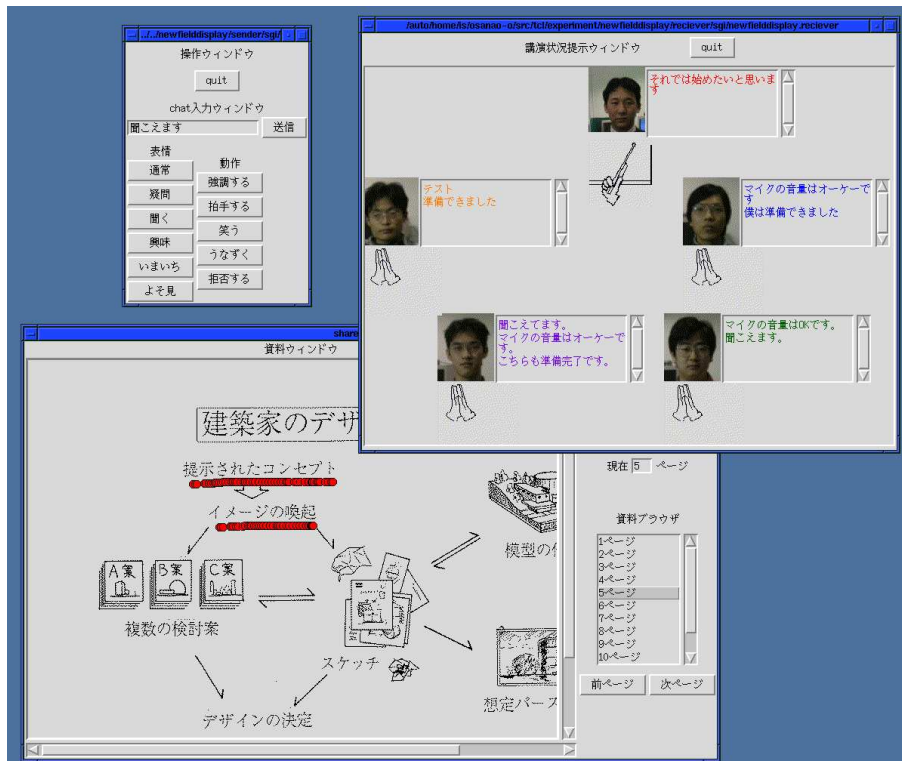 ../../newfielddisplay/sender/sgi/
操作ウィンドウ
quit
chat入力ウィンドウ
聞こえます
送信
表情
動作
通常
強調する
疑問
拍手する
聞く
笑う
興味
うなずく
いまいち
拒否する
よそ見
/auto/home/is/osanao-o/src/tcl/experiment/newfielddisplay/reciever/sgi/newfielddisplay.reciever
講演状況提示ウィンドウ
quit
それでは始めたいと思いま
す
テスト
準備できました
マイクの音量はオーケーで
す
僕は準備できました
聞こえてます。
マイクの音量はオーケーで
す。
こちらも準備完了です。
マイクの音量はOKです。
聞こえます。
share
資料ウィンドウ
建築家のデザ
提示されたコンセプト
イメージの喚起
A案
B案
C案
複数の検討案
スケッチ
デザインの決定
模型の
想定パース
現在 5 ページ
資料ブラウザ
1ページ
2ページ
3ページ
4ページ
5ページ
6ページ
7ページ
8ページ
9ページ
10ページ
前ページ
次ページ